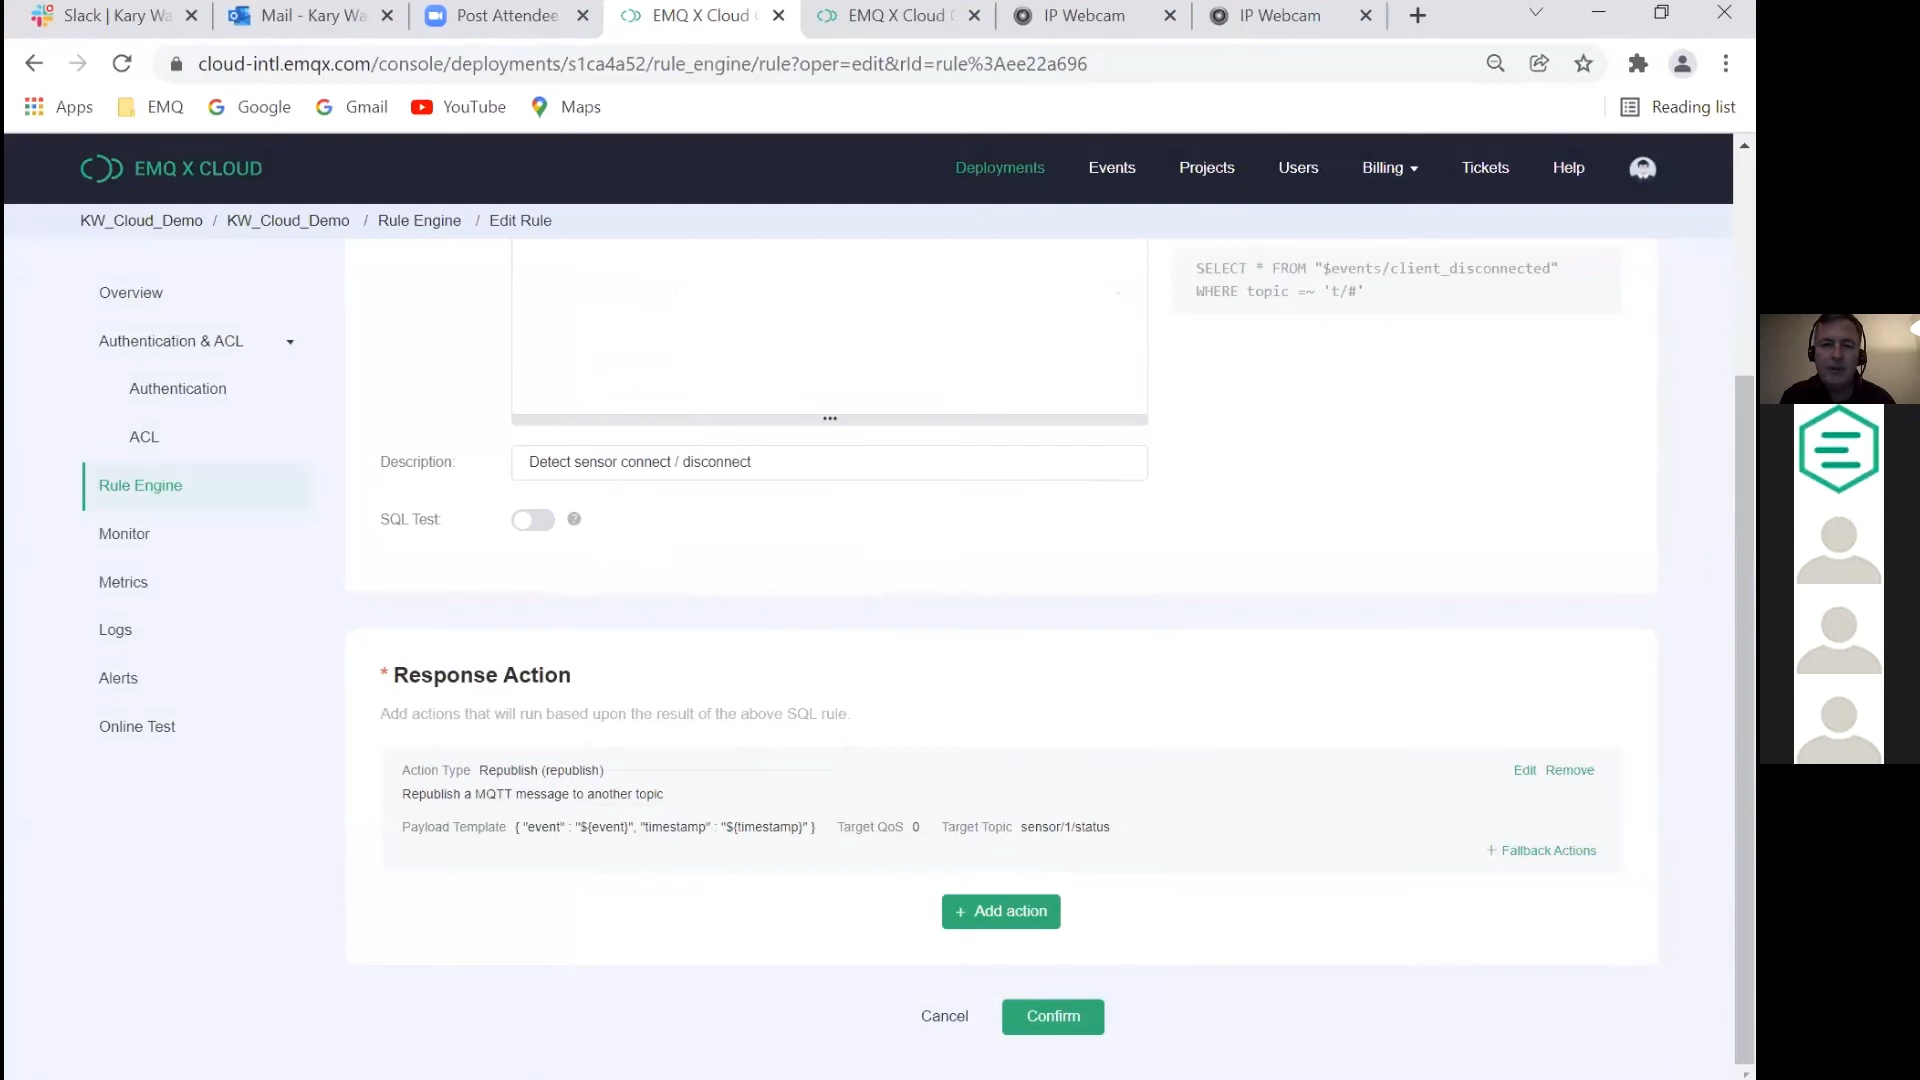 Slack | Kary Wa
Mail - Kary Wa
Post Attendee
EMQ X Cloud
EMQ X Cloud
IP Webcam
IP Webcam
cloud-intl.emqx.com/console/deployments/s1ca4a52/rule_engine/rule?oper=edit&rId=rule%3Aee22a696
Apps
EMQ
Google
Gmail
YouTube
Maps
Reading list
EMQ X CLOUD
Deployments
Events
Projects
Users
Billing
Tickets
Help
KW_Cloud_Demo / KW_Cloud_Demo / Rule Engine / Edit Rule
Overview
Authentication & ACL
Authentication
ACL
Rule Engine
Monitor
Metrics
Logs
Alerts
Online Test
SELECT * FROM "$events/client_disconnected"
WHERE topic =~ 't/#'
Description:
Detect sensor connect / disconnect
SQL Test:
* Response Action
Add actions that will run based upon the result of the above SQL rule.
Action Type Republish (republish)
Edit Remove
Republish a MQTT message to another topic
Payload Template { "event" : "${event}", "timestamp" : "${timestamp}" } Target QoS 0 Target Topic sensor/1/status
+ Fallback Actions
+ Add action
Cancel
Confirm